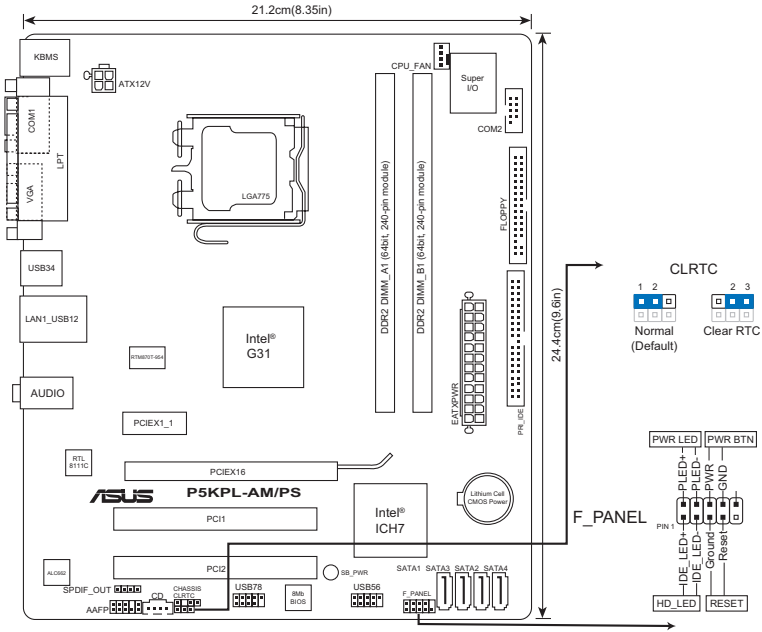 21.2cm(8.35in)
KBMS
ATX12V
CPU_FAN
Super
I/O
COM1
COM2
LPT
VGA
LGA775
DDR2 DIMM_A1 (64bit, 240-pin module)
DDR2 DIMM_B1 (64bit, 240-pin module)
FLOPPY
USB34
CLRTC
1 2
2 3
Normal
(Default)
Clear RTC
LAN1_USB12
24.4cm(9.6in)
Intel®
G31
RTM870T-954
EATXPWR
PRI_IDE
AUDIO
PCIEX1_1
RTL
8111C
PCIEX16
ASUS
P5KPL-AM/PS
Lithium Cell
CMOS Power
PWR LED
PWR BTN
PLED+
PLED-
PWR
GND
F_PANEL
PIN 1
IDE_LED+
IDE_LED-
Ground
Reset
HD_LED
RESET
PCI1
Intel®
ICH7
PCI2
ALC662
SB_PWR
SATA1 SATA3 SATA2 SATA4
SPDIF_OUT
AAFP
CD
CHASSIS
CLRTC
USB78
8Mb
BIOS
USB56
F_PANEL